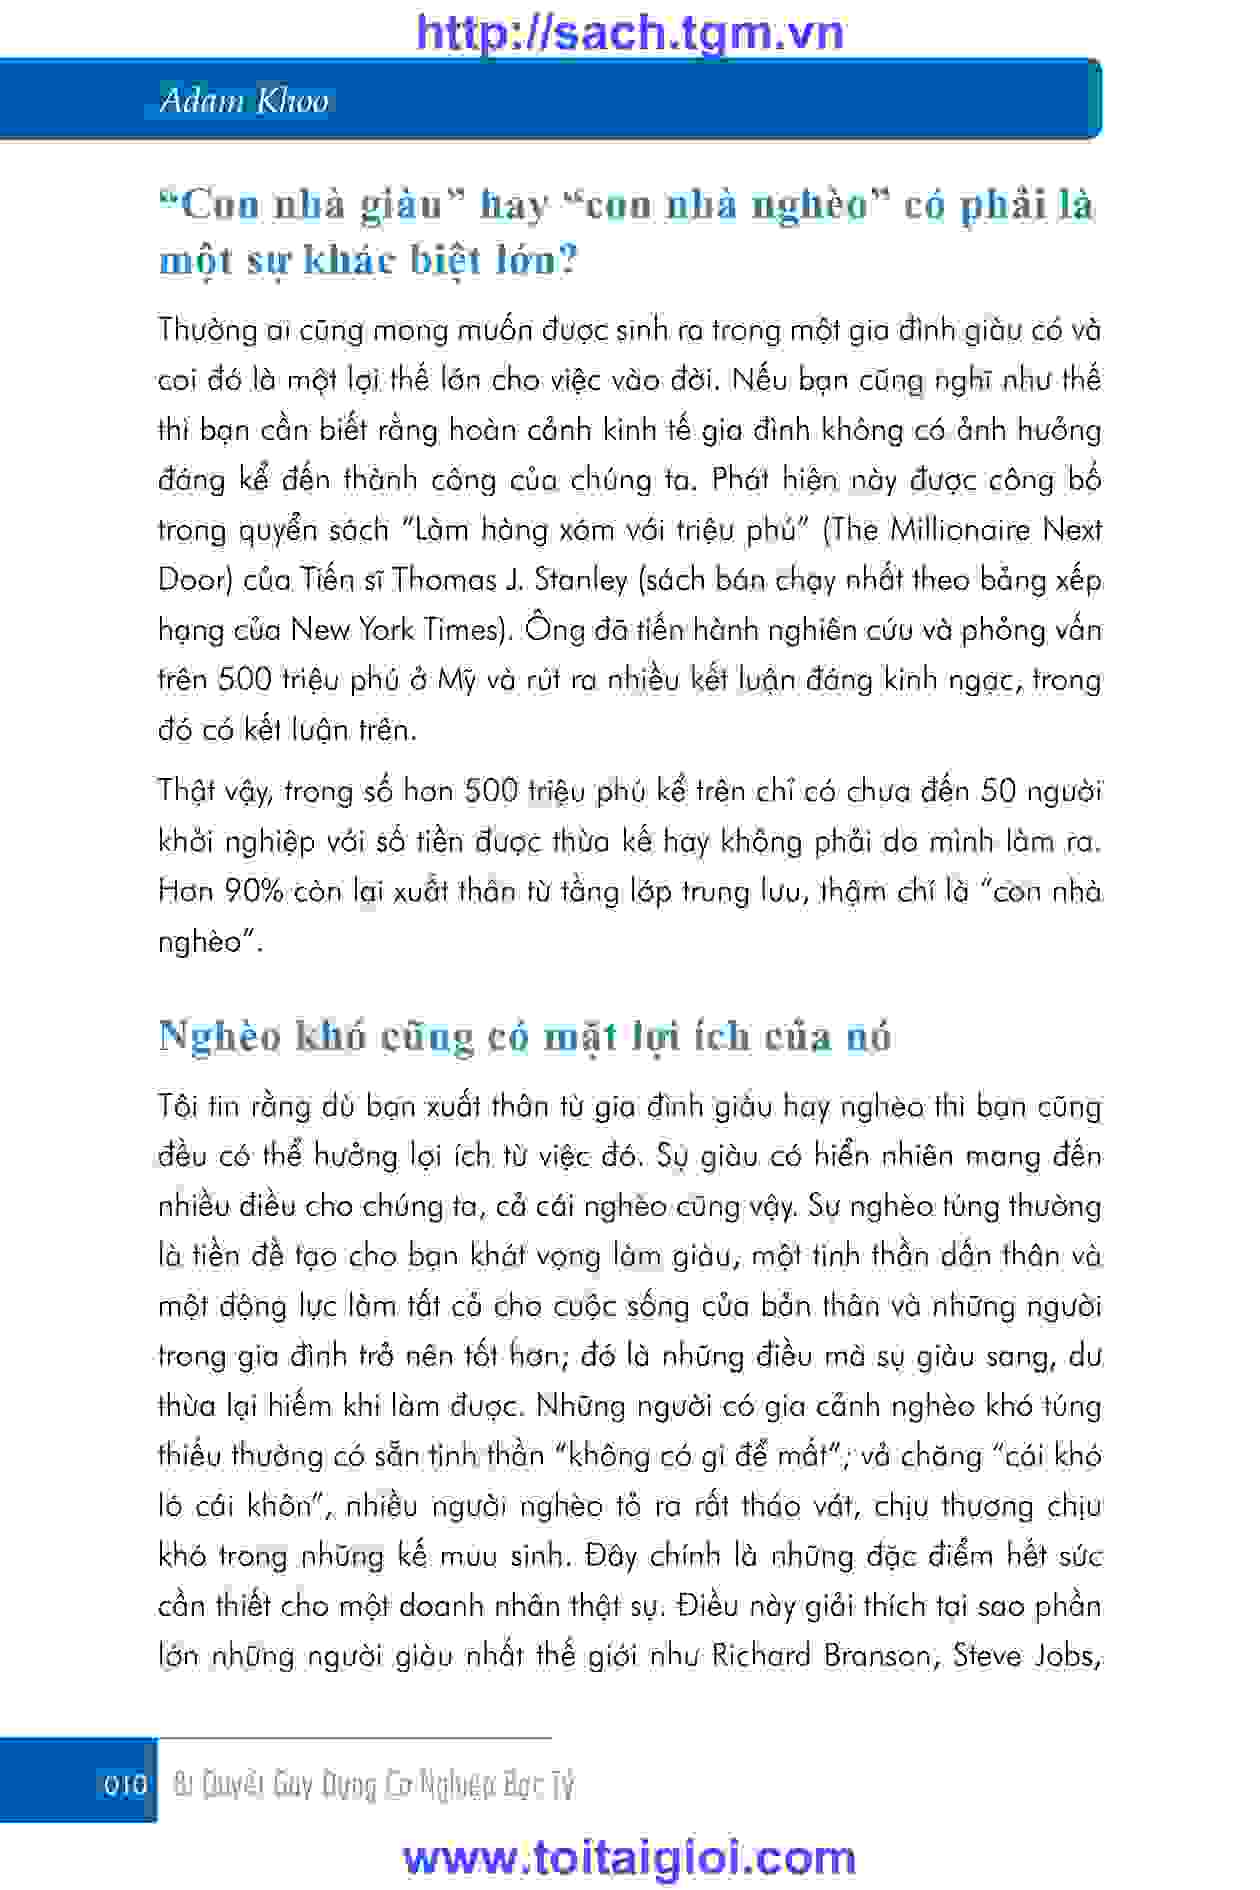 http://sach.tgm.vn
Adam Khoo
“Con nhà giàu” hay “con nhà nghèo” có phải là
một sự khác biệt lớn?
Thường ai cũng mong muốn được sinh ra trong một gia đình giàu có và
coi đó là một lợi thế lớn cho việc vào đời. Nếu bạn cũng nghĩ như thế
thì bạn cần biết rằng hoàn cảnh kinh tế gia đình không có ảnh hưởng
đáng kể đến thành công của chúng ta. Phát hiện này được công bố
trong quyển sách “Làm hàng xóm với triệu phú” (The Millionaire Next
Door) của Tiến sĩ Thomas J. Stanley (sách bán chạy nhất theo bảng xếp
hạng của New York Times). Ông đã tiến hành nghiên cứu và phỏng vấn
trên 500 triệu phú ở Mỹ và rút ra nhiều kết luận đáng kinh ngạc, trong
đó có kết luận trên.
Thật vậy, trong số hơn 500 triệu phú kể trên chỉ có chưa đến 50 người
khởi nghiệp với số tiền được thừa kế hay không phải do mình làm ra.
Hơn 90% còn lại xuất thân từ tầng lớp trung lưu, thậm chí là “con nhà
nghèo”.
Nghèo khó cũng có mặt lợi ích của nó
Tôi tin rằng dù bạn xuất thân từ gia đình giàu hay nghèo thì bạn cũng
đều có thể hưởng lợi ích từ việc đó. Sự giàu có hiển nhiên mang đến
nhiều điều cho chúng ta, cả cái nghèo cũng vậy. Sự nghèo túng thường
là tiền đề tạo cho bạn khát vọng làm giàu, một tinh thần dấn thân và
một động lực làm tất cả cho cuộc sống của bản thân và những người
trong gia đình trở nên tốt hơn; đó là những điều mà sự giàu sang, dư
thừa lại hiếm khi làm được. Những người có gia cảnh nghèo khó túng
thiếu thường có sẵn tinh thần “không có gì để mất”; vả chăng “cái khó
ló cái khôn”, nhiều người nghèo tỏ ra rất tháo vát, chịu thương chịu
khó trong những kế mưu sinh. Đây chính là những đặc điểm hết sức
cần thiết cho một doanh nhân thật sự. Điều này giải thích tại sao phần
lớn những người giàu nhất thế giới như Richard Branson, Steve Jobs,
010 Bí Quyết Gây Dựng Cơ Nghiệp Bạc Tỷ
www.toitaigioi.com